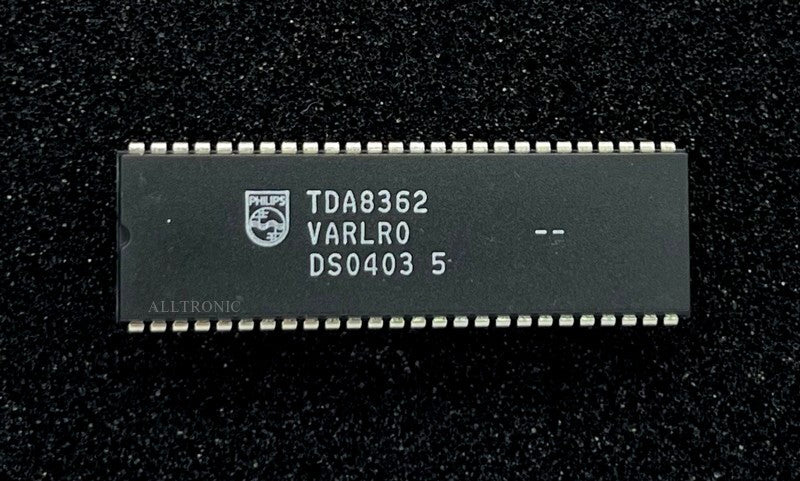 PHILIPS
TDA8362
VARLR0
DS0403 5
--
ALLTRONIC